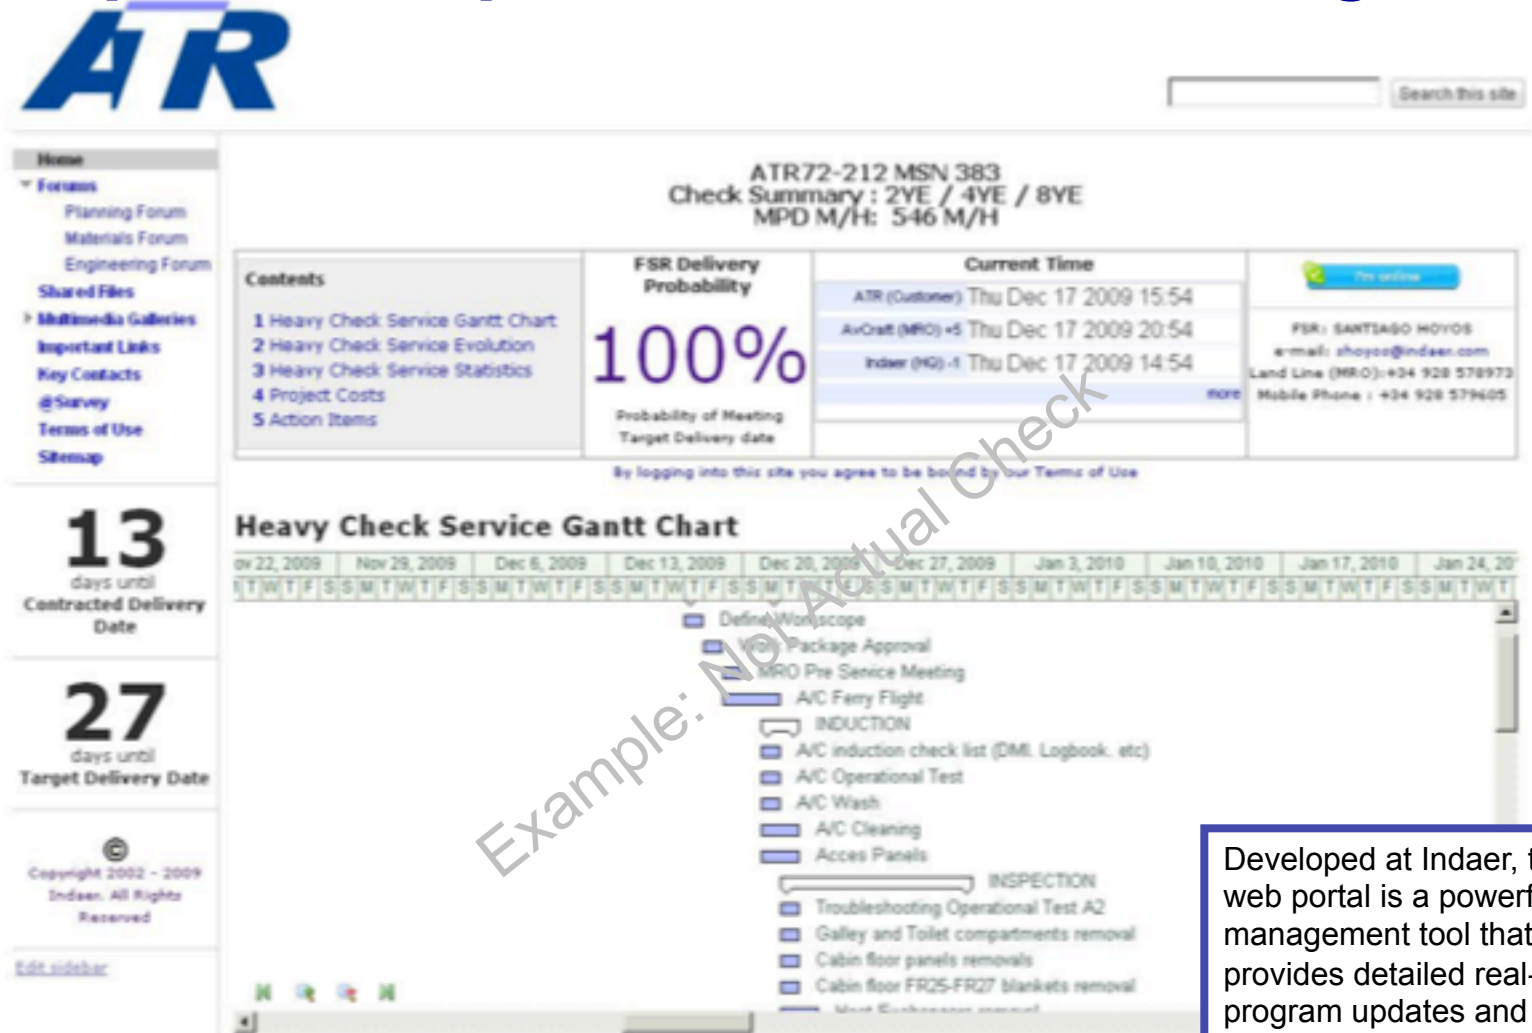 ATR
Search this site
Home
Forums
Planning Forum
Materials Forum
Engineering Forum
Shared Files
Multimedia Galleries
Important Links
Key Contacts
@Survey
Terms of Use
Sitemap
13
days until
Contracted Delivery
Date
27
days until
Target Delivery Date
©
Copyright 2002 - 2009
Indaer. All Rights
Reserved
Edit sidebar
ATR72-212 MSN 383
Check Summary : 2YE / 4YE / 8YE
MPD M/H: 546 M/H
Contents
1 Heavy Check Service Gantt Chart
2 Heavy Check Service Evolution
3 Heavy Check Service Statistics
4 Project Costs
5 Action Items
FSR Delivery
Probability
100%
Probability of Meeting
Target Delivery date
Current Time
ATR (Customer) Thu Dec 17 2009 15:54
AvCraft (MRO) +5 Thu Dec 17 2009 20:54
Indaer (HQ) -1 Thu Dec 17 2009 14:54
more
I'm online
FSR: SANTIAGO HOYOS
e-mail: shoyos@indaer.com
Land Line (MRO):+34 928 578973
Mobile Phone : +34 928 579605
By logging into this site you agree to be bound by our Terms of Use
Heavy Check Service Gantt Chart
ov 22, 2009 Nov 29, 2009 Dec 6, 2009 Dec 13, 2009 Dec 20, 2009 Dec 27, 2009 Jan 3, 2010 Jan 10, 2010 Jan 17, 2010 Jan 24, 20
T W T F S S M T W T F S S M T W T F S S M T W T F S S M T W T F S S M T W T F S S M T W T F S S M T W T F S S M T W T F S S M T W T
Define Workscope
Work Package Approval
MRO Pre Service Meeting
A/C Ferry Flight
INDUCTION
A/C induction check list (DMI. Logbook. etc)
A/C Operational Test
A/C Wash
A/C Cleaning
Acces Panels
INSPECTION
Troubleshooting Operational Test A2
Galley and Toilet compartments removal
Cabin floor panels removals
Cabin floor FR25-FR27 blankets removal
Heat Exchangers removal
Example: Not Actual Check
Developed at Indaer, t
web portal is a powerf
management tool that
provides detailed real-
program updates and